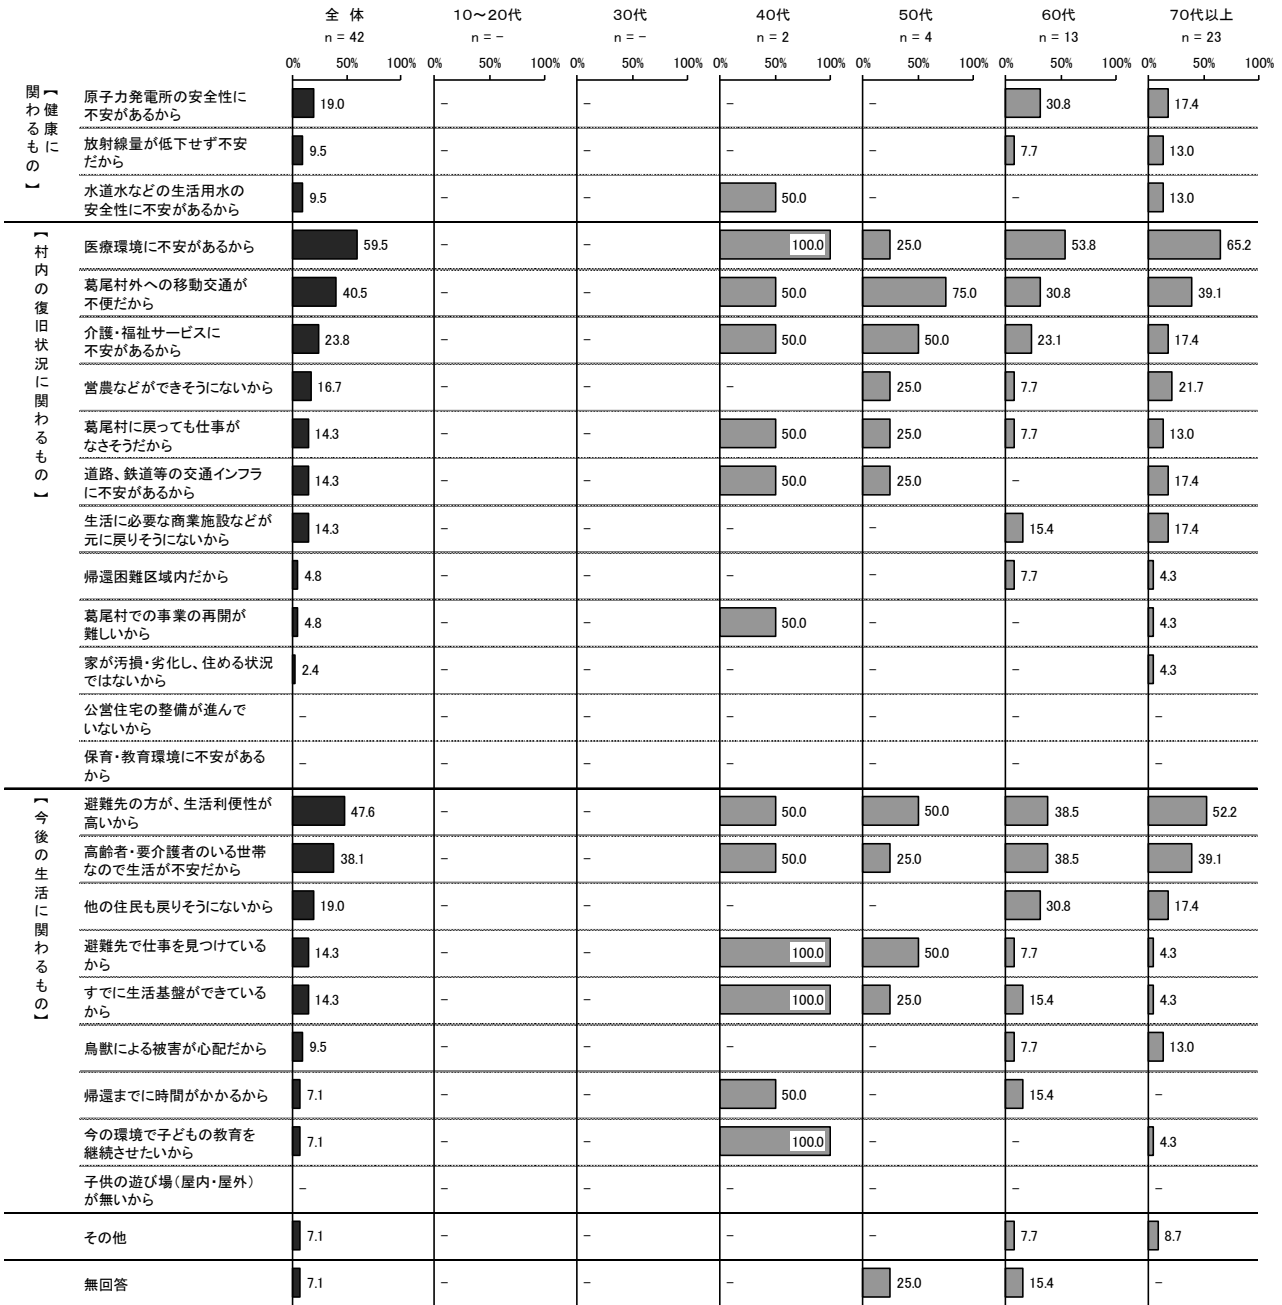 全 体 10～20代 30代 40代 50代 60代 70代以上
n = 42 n = − n = − n = 2 n = 4 n = 13 n = 23
0% 50% 100% 0% 50% 100% 0% 50% 100% 0% 50% 100% 0% 50% 100% 0% 50% 100% 0% 50% 100%
【健康に関わるもの】
原子力発電所の安全性に
不安があるから
19.0 − − − − 30.8 17.4
放射線量が低下せず不安
だから
9.5 − − − − 7.7 13.0
水道水などの生活用水の
安全性に不安があるから
9.5 − − 50.0 − − 13.0
【村内の復旧状況に関わるもの】
医療環境に不安があるから
59.5 − − 100.0 25.0 53.8 65.2
葛尾村外への移動交通が
不便だから
40.5 − − 50.0 75.0 30.8 39.1
介護・福祉サービスに
不安があるから
23.8 − − 50.0 50.0 23.1 17.4
営農などができそうにないから
16.7 − − − 25.0 7.7 21.7
葛尾村に戻っても仕事が
なさそうだから
14.3 − − 50.0 25.0 7.7 13.0
道路、鉄道等の交通インフラ
に不安があるから
14.3 − − 50.0 25.0 − 17.4
生活に必要な商業施設などが
元に戻りそうにないから
14.3 − − − − 15.4 17.4
帰還困難区域内だから
4.8 − − − − 7.7 4.3
葛尾村での事業の再開が
難しいから
4.8 − − 50.0 − − 4.3
家が汚損・劣化し、住める状況
ではないから
2.4 − − − − − 4.3
公営住宅の整備が進んで
いないから
− − − − − − −
保育・教育環境に不安がある
から
− − − − − − −
【今後の生活に関わるもの】
避難先の方が、生活利便性が
高いから
47.6 − − 50.0 50.0 38.5 52.2
高齢者・要介護者のいる世帯
なので生活が不安だから
38.1 − − 50.0 25.0 38.5 39.1
他の住民も戻りそうにないから
19.0 − − − − 30.8 17.4
避難先で仕事を見つけている
から
14.3 − − 100.0 50.0 7.7 4.3
すでに生活基盤ができている
から
14.3 − − 100.0 25.0 15.4 4.3
鳥獣による被害が心配だから
9.5 − − − − 7.7 13.0
帰還までに時間がかかるから
7.1 − − 50.0 − 15.4 −
今の環境で子どもの教育を
継続させたいから
7.1 − − 100.0 − − 4.3
子供の遊び場（屋内・屋外）
が無いから
− − − − − − −
その他
7.1 − − − − 7.7 8.7
無回答
7.1 − − − 25.0 15.4 −